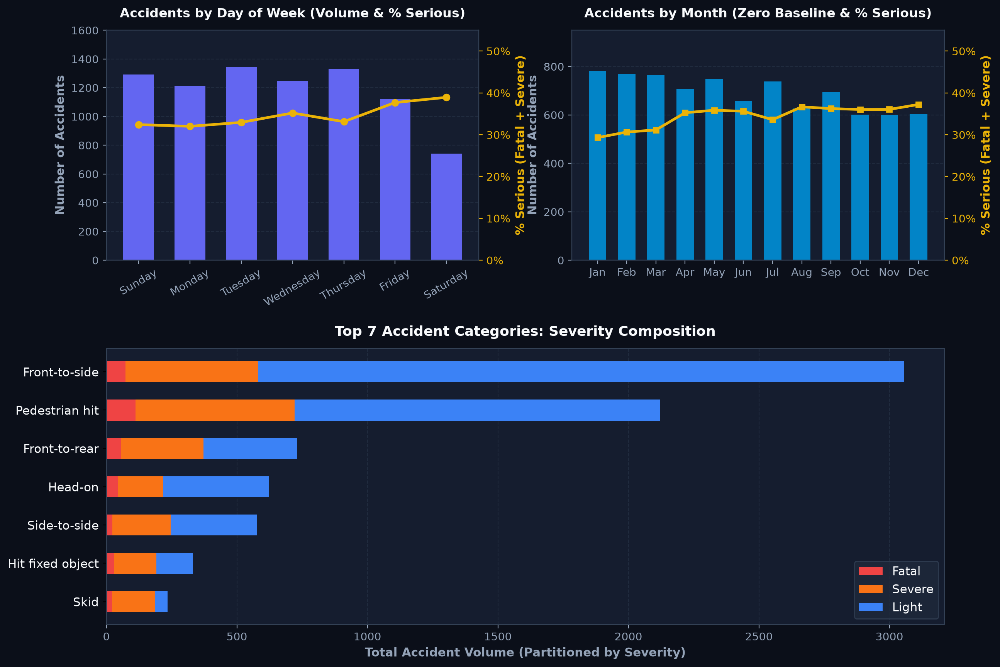 Accidents by Day of Week (Volume & % Serious)
Number of Accidents
1600
1400
1200
1000
800
600
400
200
0
50%
40%
30%
20%
10%
0%
% Serious (Fatal + Severe)
Sunday
Monday
Tuesday
Wednesday
Thursday
Friday
Saturday
Accidents by Month (Zero Baseline & % Serious)
Number of Accidents
800
600
400
200
0
50%
40%
30%
20%
10%
0%
% Serious (Fatal + Severe)
Jan
Feb
Mar
Apr
May
Jun
Jul
Aug
Sep
Oct
Nov
Dec
Top 7 Accident Categories: Severity Composition
Front-to-side
Pedestrian hit
Front-to-rear
Head-on
Side-to-side
Hit fixed object
Skid
Fatal
Severe
Light
0
500
1000
1500
2000
2500
3000
Total Accident Volume (Partitioned by Severity)